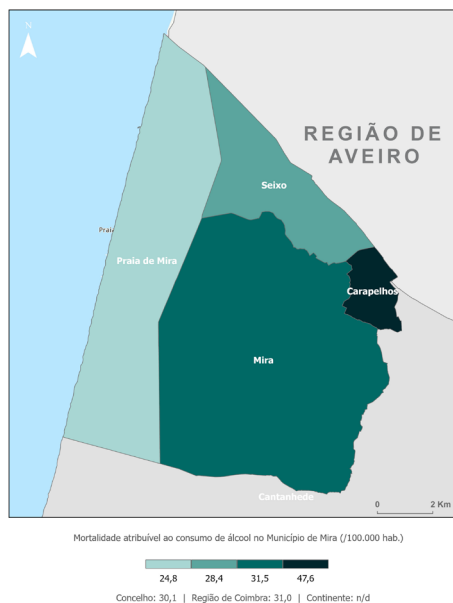 N
REGIÃO DE
AVEIRO
Seixo
Praia
Praia de Mira
Carapelhos
Mira
Cantanhede
0 2 Km
Mortalidade atribuível ao consumo de álcool no Município de Mira (/100.000 hab.)
24,8 28,4 31,5 47,6
Concelho: 30,1 | Região de Coimbra: 31,0 | Continente: n/d